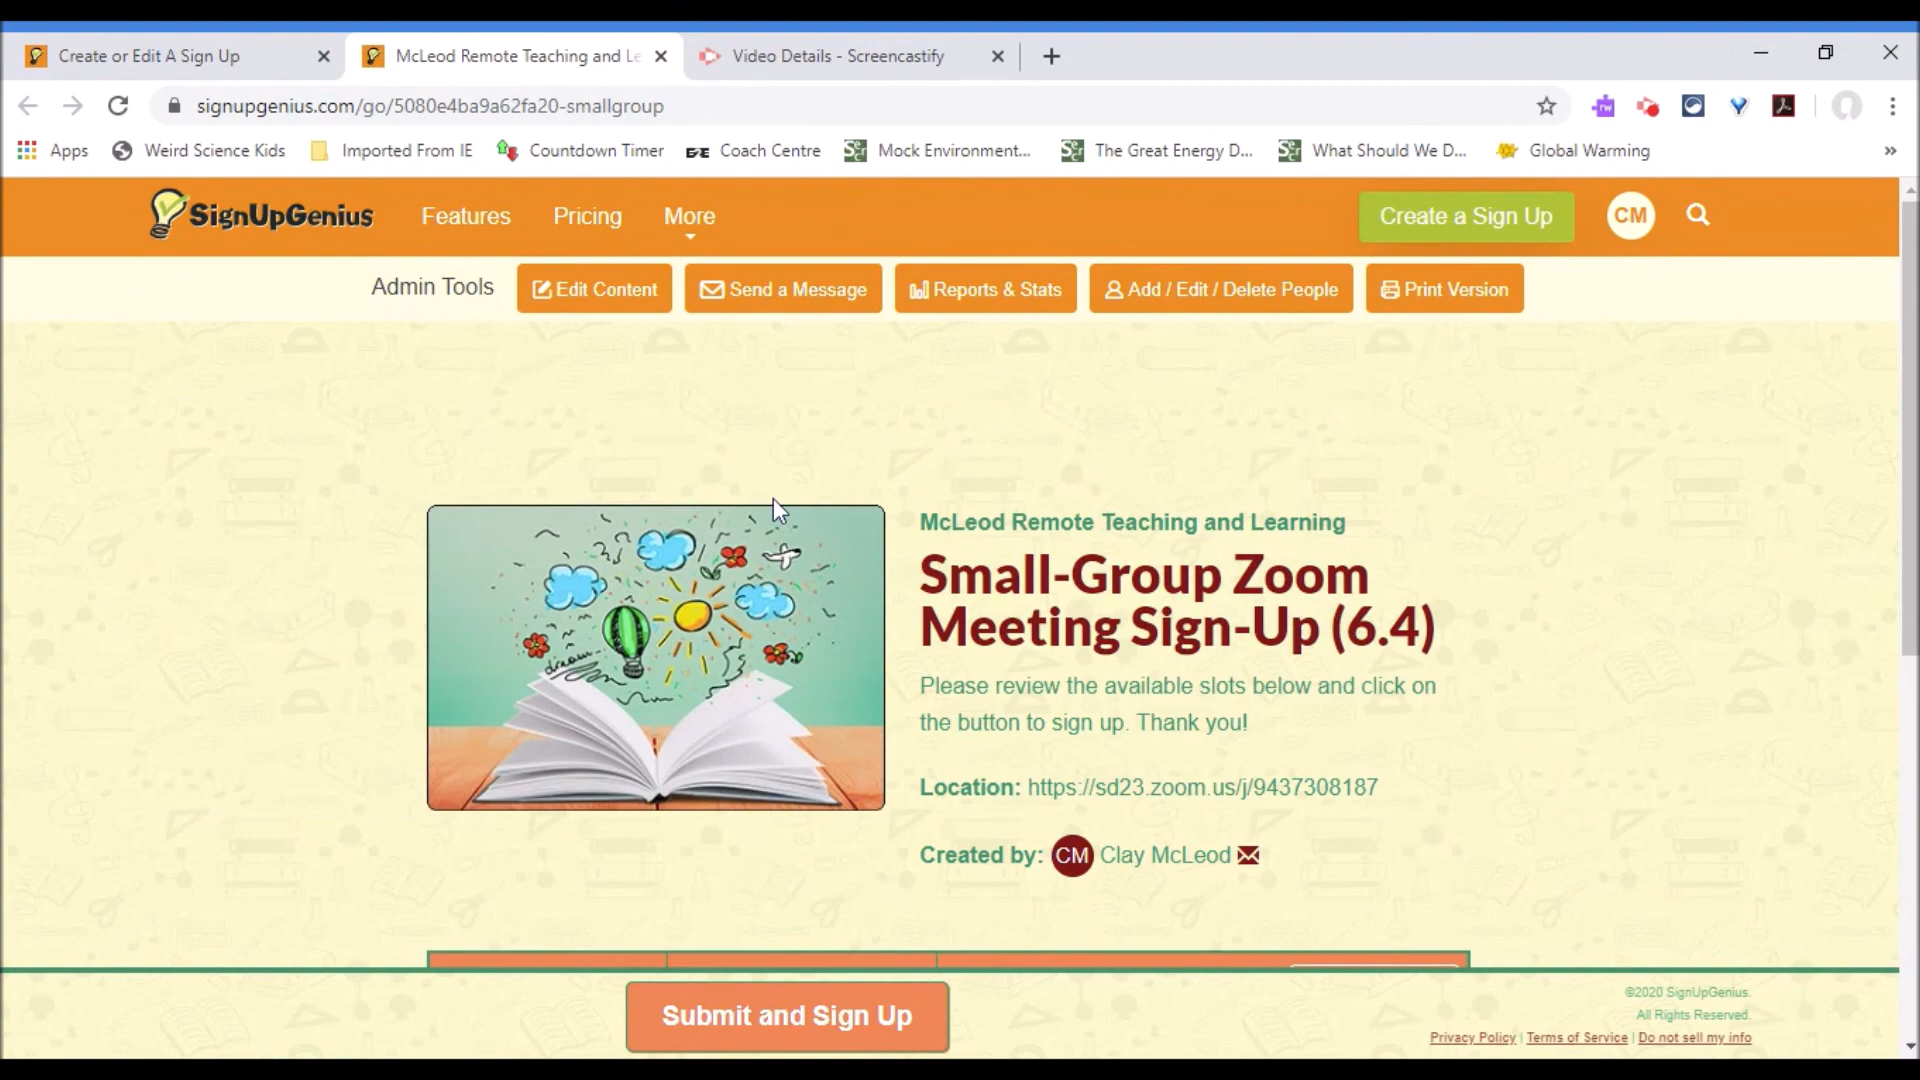 Create or Edit A Sign Up
McLeod Remote Teaching and Le
Video Details - Screencastify
signupgenius.com/go/5080e4ba9a62fa20-smallgroup
rw
Apps
Weird Science Kids
Imported From IE
Countdown Timer
Coach Centre
Mock Environment...
The Great Energy D...
What Should We D...
Global Warming
»
SignUpGenius
Features
Pricing
More
Create a Sign Up
CM
Admin Tools
Edit Content
Send a Message
Reports & Stats
Add / Edit / Delete People
Print Version
dream
McLeod Remote Teaching and Learning
Small-Group Zoom
Meeting Sign-Up (6.4)
Please review the available slots below and click on
the button to sign up. Thank you!
Location: https://sd23.zoom.us/j/9437308187
Created by: CM Clay McLeod
Submit and Sign Up
©2020 SignUpGenius.
All Rights Reserved.
Privacy Policy | Terms of Service | Do not sell my info